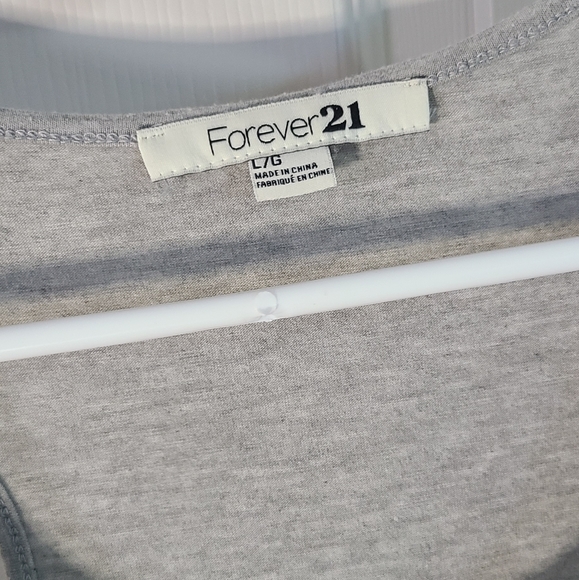 Forever21
L/G
MADE IN CHINA
FABRIQUÉ EN CHINE